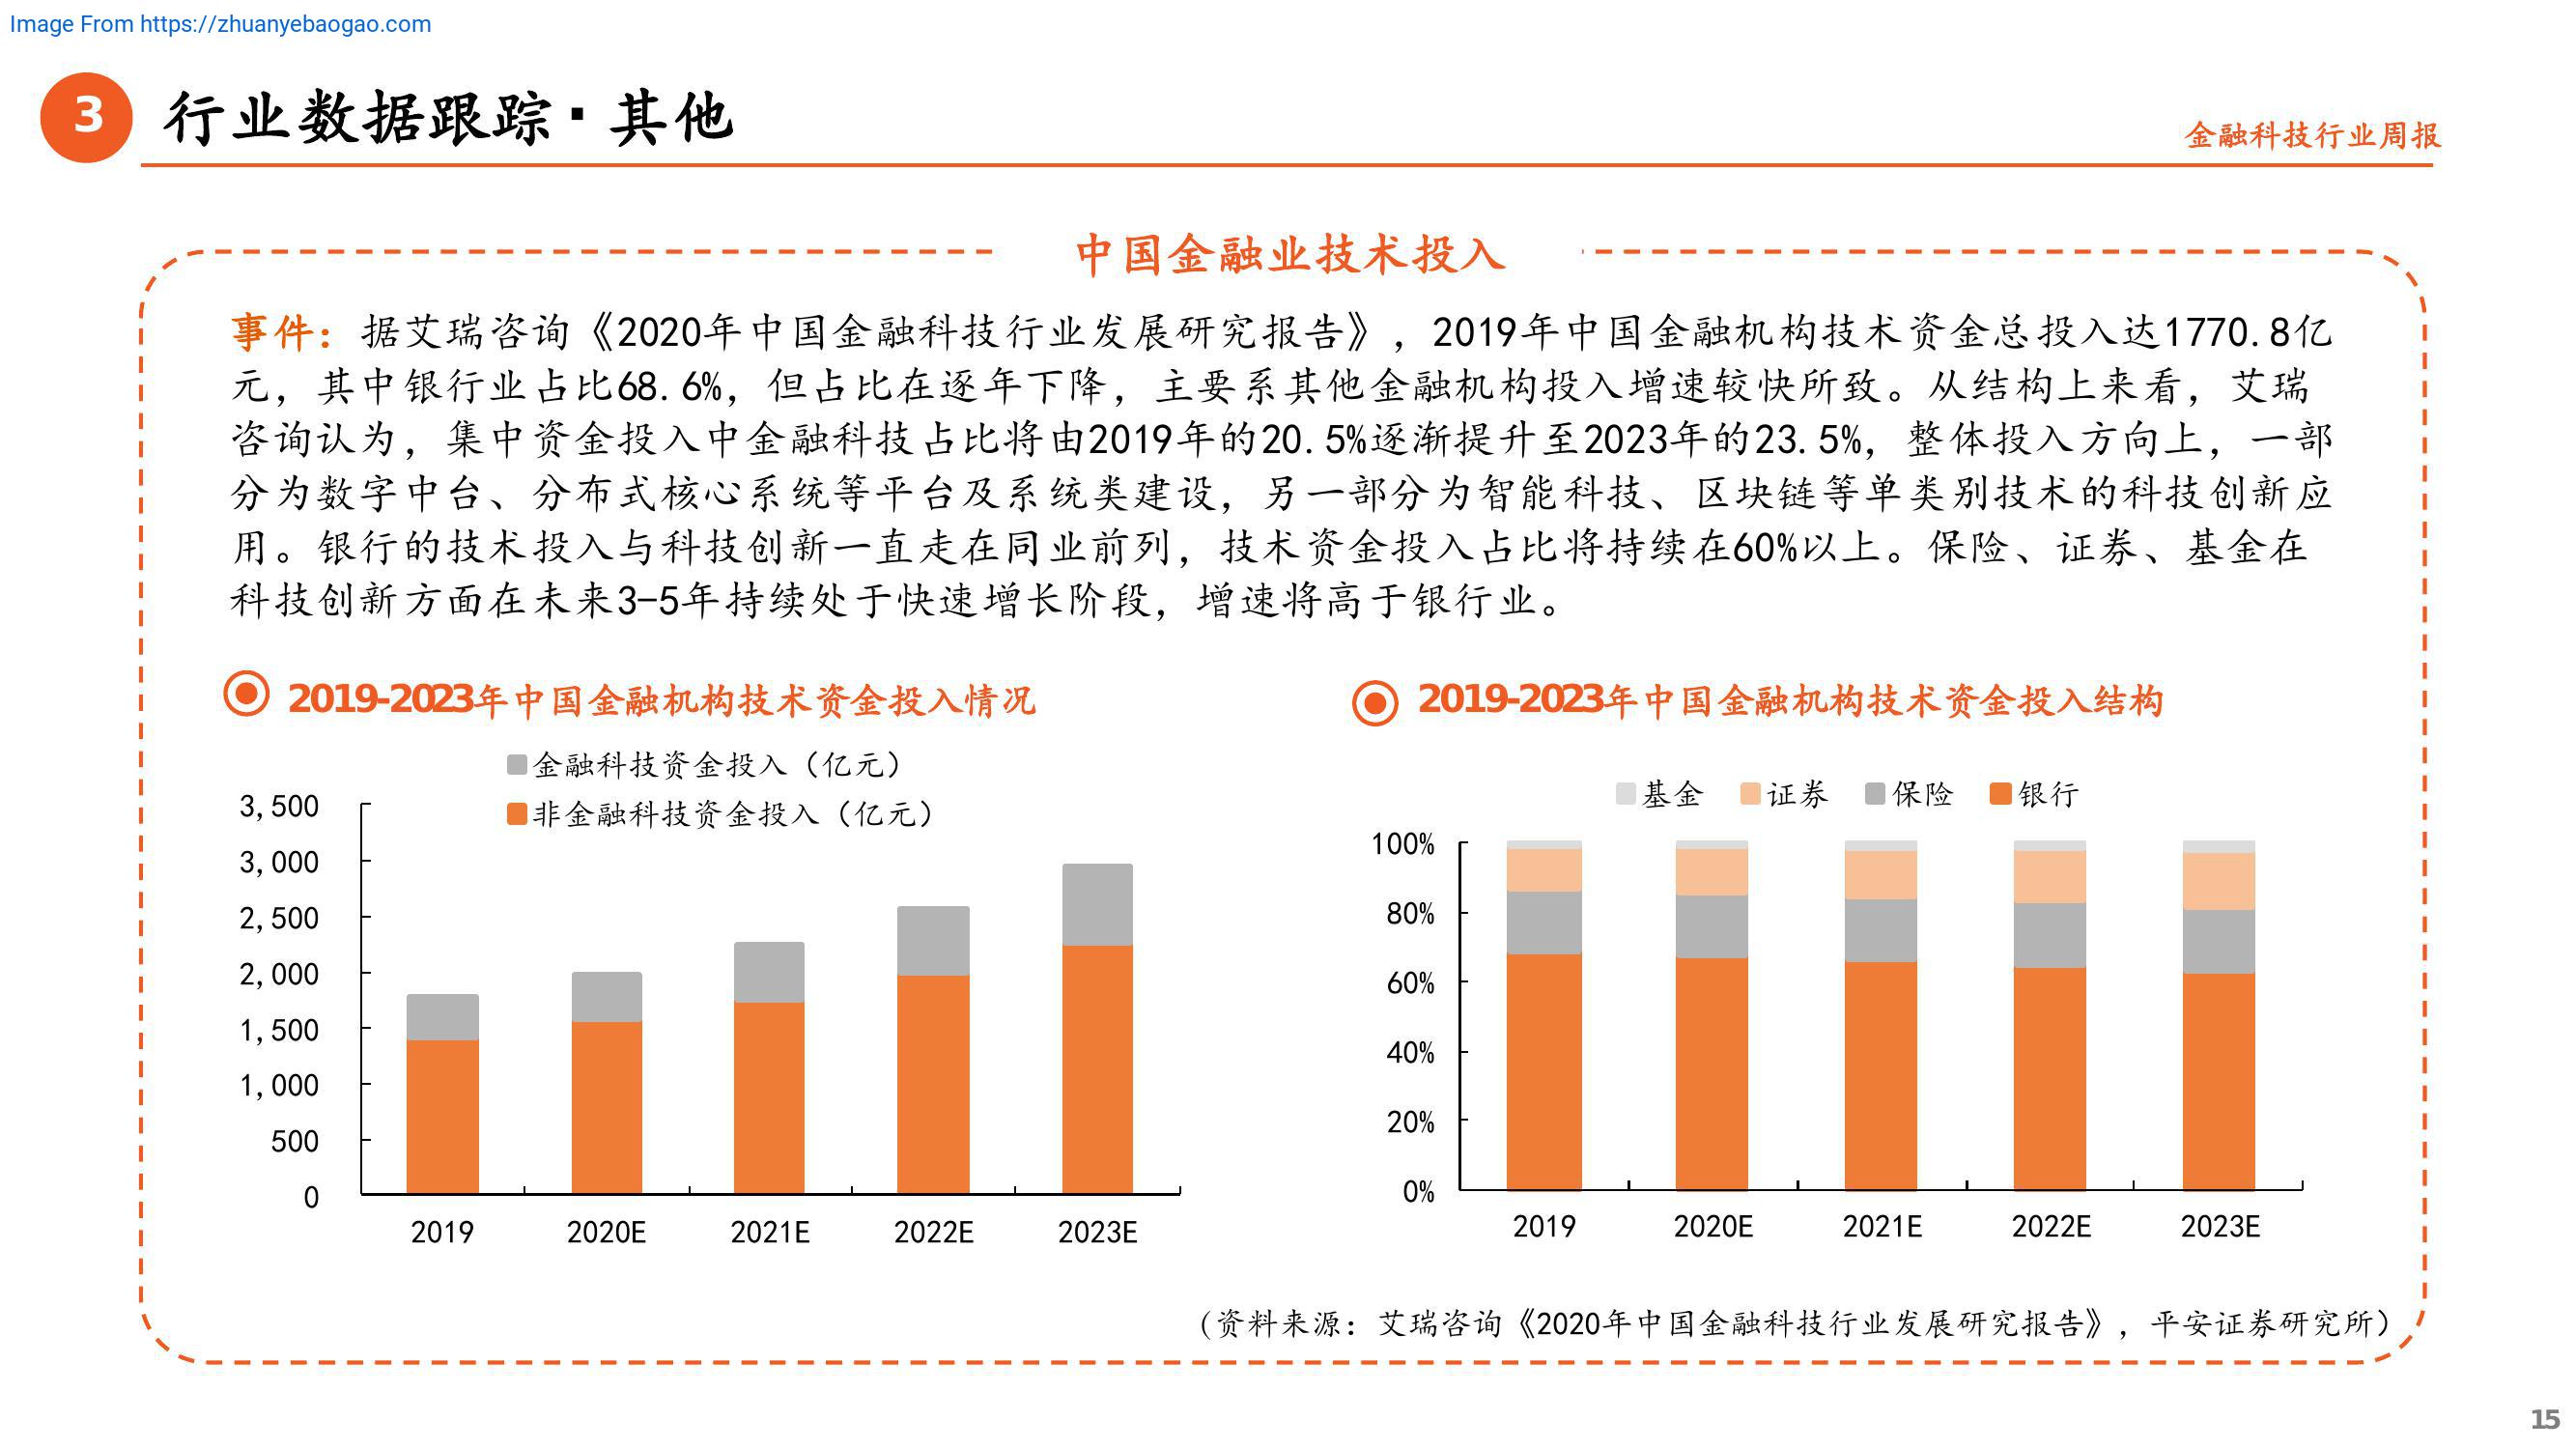 Image From https://zhuanyebaogao.com
3
行业数据跟踪·其他
金融科技行业周报
中国金融业技术投入
事件：据艾瑞咨询《2020年中国金融科技行业发展研究报告》，2019年中国金融机构技术资金总投入达1770.8亿
元，其中银行业占比68.6%，但占比在逐年下降，主要系其他金融机构投入增速较快所致。从结构上来看，艾瑞
咨询认为，集中资金投入中金融科技占比将由2019年的20.5%逐渐提升至2023年的23.5%，整体投入方向上，一部
分为数字中台、分布式核心系统等平台及系统类建设，另一部分为智能科技、区块链等单类别技术的科技创新应
用。银行的技术投入与科技创新一直走在同业前列，技术资金投入占比将持续在60%以上。保险、证券、基金在
科技创新方面在未来3-5年持续处于快速增长阶段，增速将高于银行业。
2019-2023年中国金融机构技术资金投入情况
金融科技资金投入（亿元）
非金融科技资金投入（亿元）
3,500
3,000
2,500
2,000
1,500
1,000
500
0
2019 2020E 2021E 2022E 2023E
2019-2023年中国金融机构技术资金投入结构
基金 证券 保险 银行
100%
80%
60%
40%
20%
0%
2019 2020E 2021E 2022E 2023E
（资料来源：艾瑞咨询《2020年中国金融科技行业发展研究报告》，平安证券研究所）
15